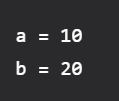 a = 10
b = 20